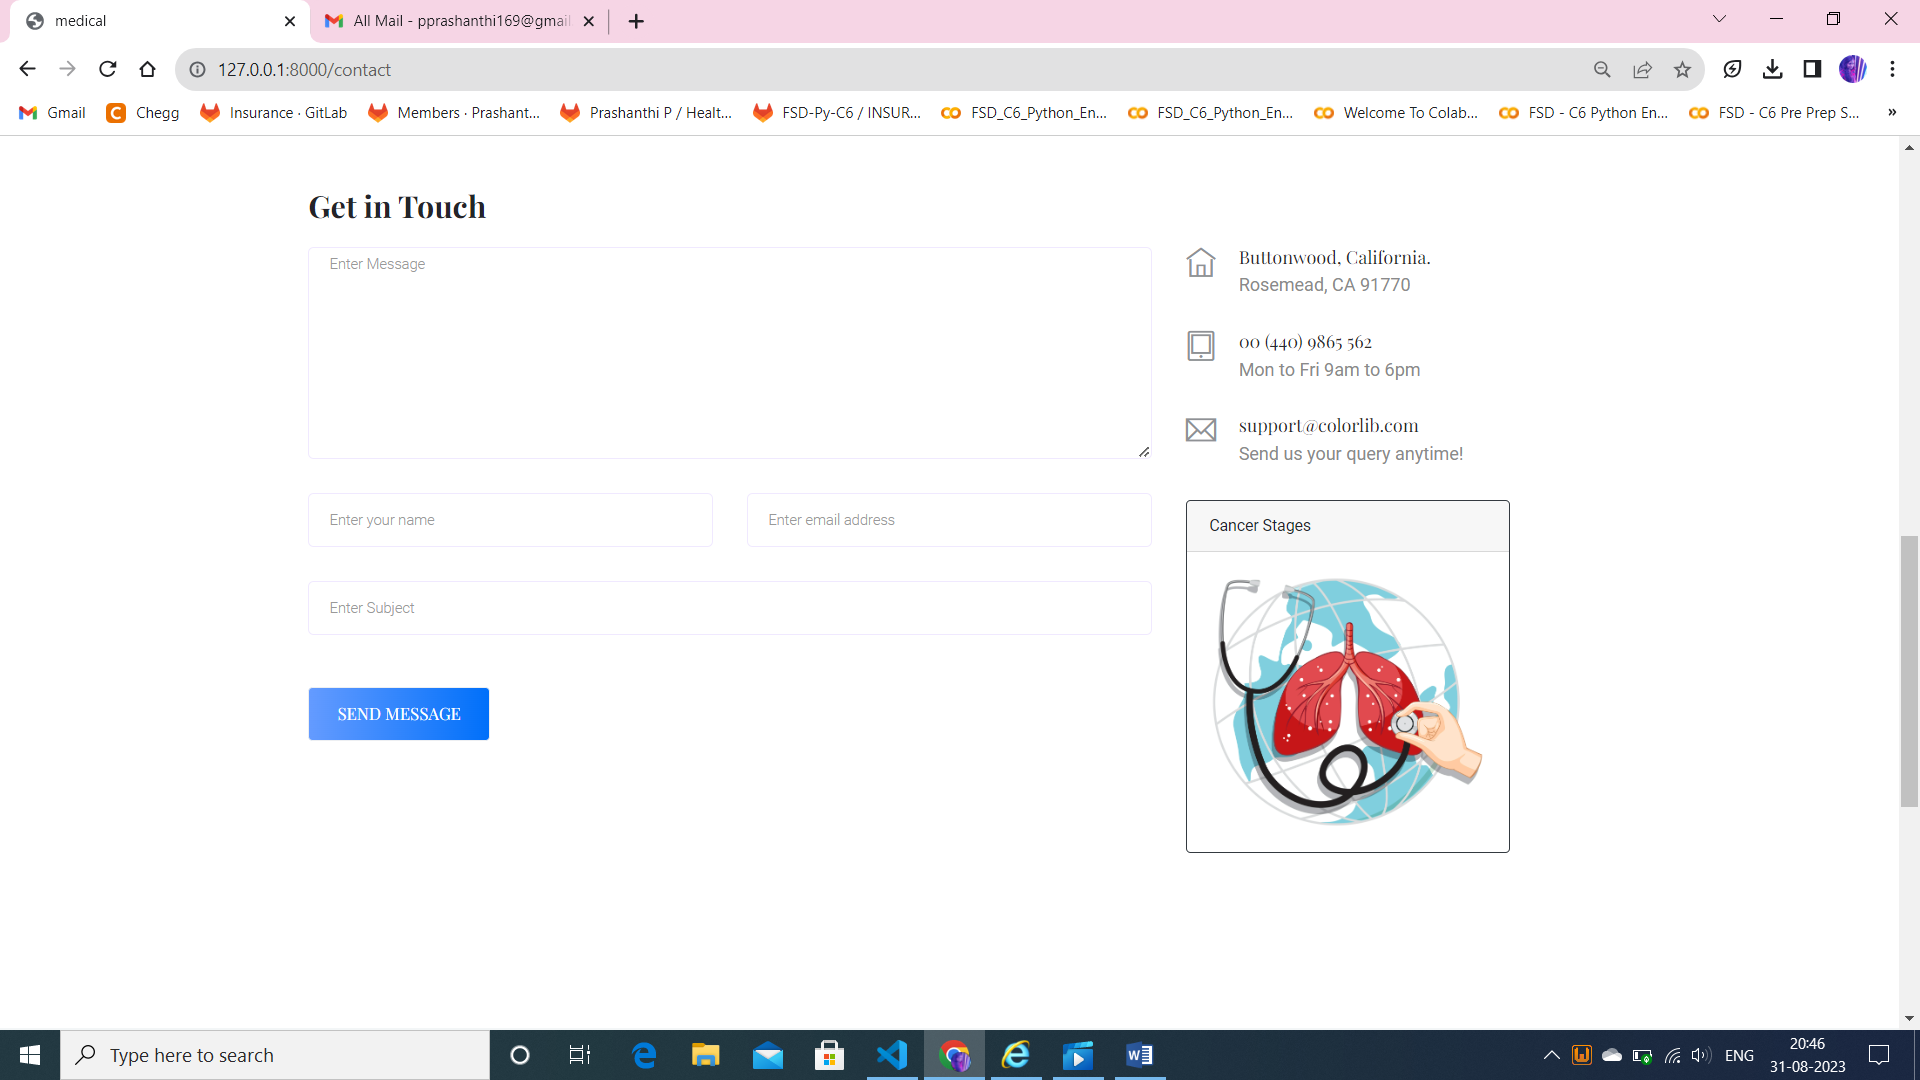 medical
All Mail - pprashanthi169@gmail
127.0.0.1:8000/contact
Gmail
Chegg
Insurance · GitLab
Members · Prashant...
Prashanthi P / Healt...
FSD-Py-C6 / INSUR...
FSD_C6_Python_En...
FSD_C6_Python_En...
Welcome To Colab...
FSD - C6 Python En...
FSD - C6 Pre Prep S...
»
Get in Touch
Enter Message
Enter your name
Enter email address
Enter Subject
SEND MESSAGE
Buttonwood, California.
Rosemead, CA 91770
00 (440) 9865 562
Mon to Fri 9am to 6pm
support@colorlib.com
Send us your query anytime!
Cancer Stages
Type here to search
ENG
20:46
31-08-2023